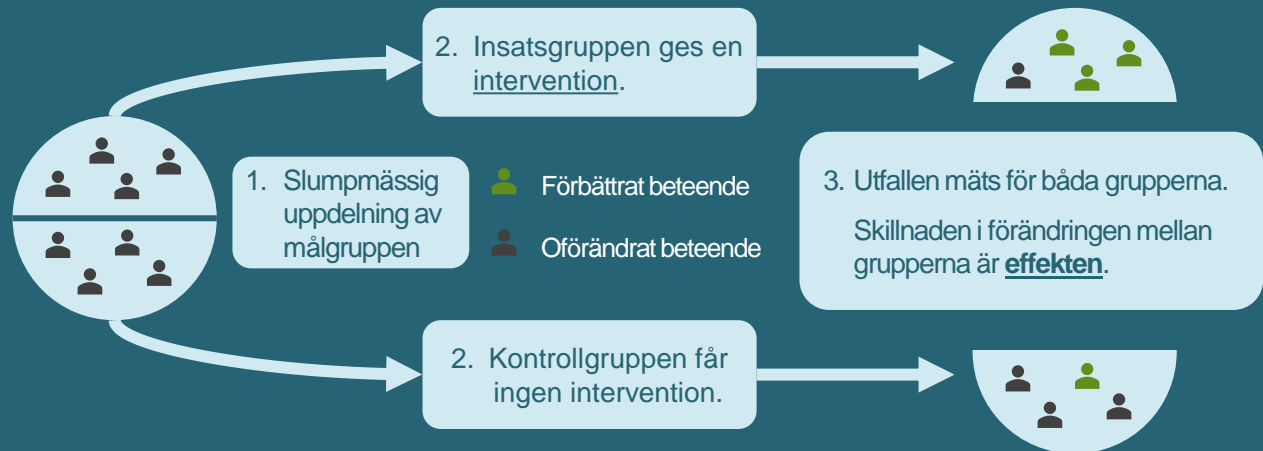 2. Insatsgruppen ges en
intervention.
1. Slumpmässig
uppdelning av
målgruppen
Förbättrat beteende
Oförändrat beteende
3. Utfallen mäts för båda grupperna.
Skillnaden i förändringen mellan
grupperna är effekten.
2. Kontrollgruppen får
ingen intervention.